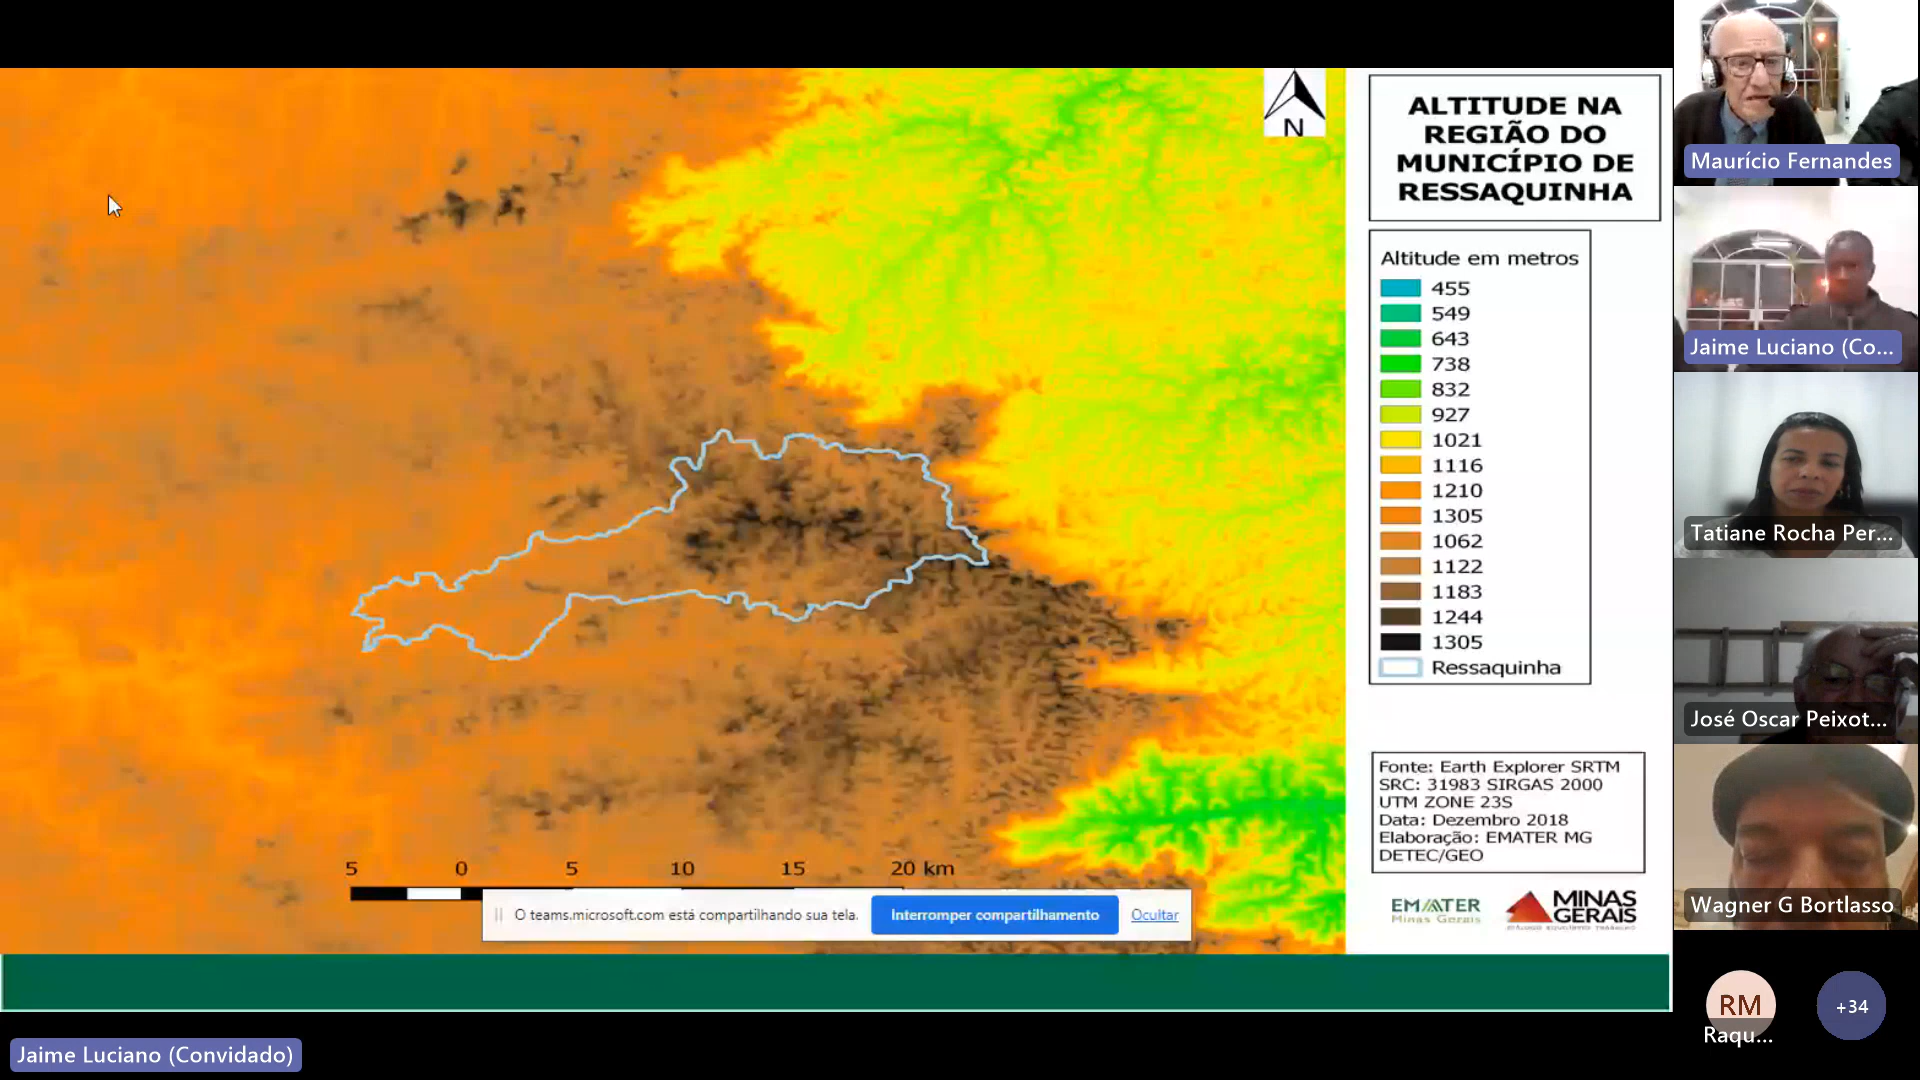 N
ALTITUDE NA
REGIÃO DO
MUNICÍPIO DE
RESSAQUINHA
Altitude em metros
455
549
643
738
832
927
1021
1116
1210
1305
1062
1122
1183
1244
1305
Ressaquinha
Fonte: Earth Explorer SRTM
SRC: 31983 SIRGAS 2000
UTM ZONE 23S
Data: Dezembro 2018
Elaboração: EMATER MG
DETEC/GEO
EMATER
Minas Gerais
MINAS
GERAIS
5 0 5 10 15 20 km
O teams.microsoft.com está compartilhando sua tela.
Interromper compartilhamento
Ocultar
Maurício Fernandes
Jaime Luciano (Co...
Tatiane Rocha Per...
José Oscar Peixot...
Wagner G Bortlasso
RM
Raqu...
+34
Jaime Luciano (Convidado)